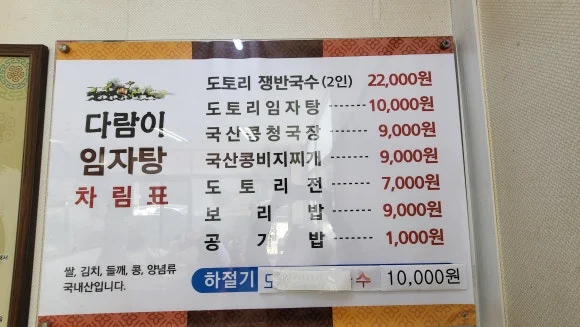 다람이
임자탕
차림표
도토리 쟁반국수(2인) 22,000원
도토리임자탕 ------ 10,000원
국산콩청국장 ------ 9,000원
국산콩비지찌개 ---- 9,000원
도토리전 ---------- 7,000원
보리밥 ------------ 9,000원
공기밥 ------------ 1,000원
쌀, 김치, 들깨, 콩, 양념류
국내산입니다.
하절기 수 10,000원